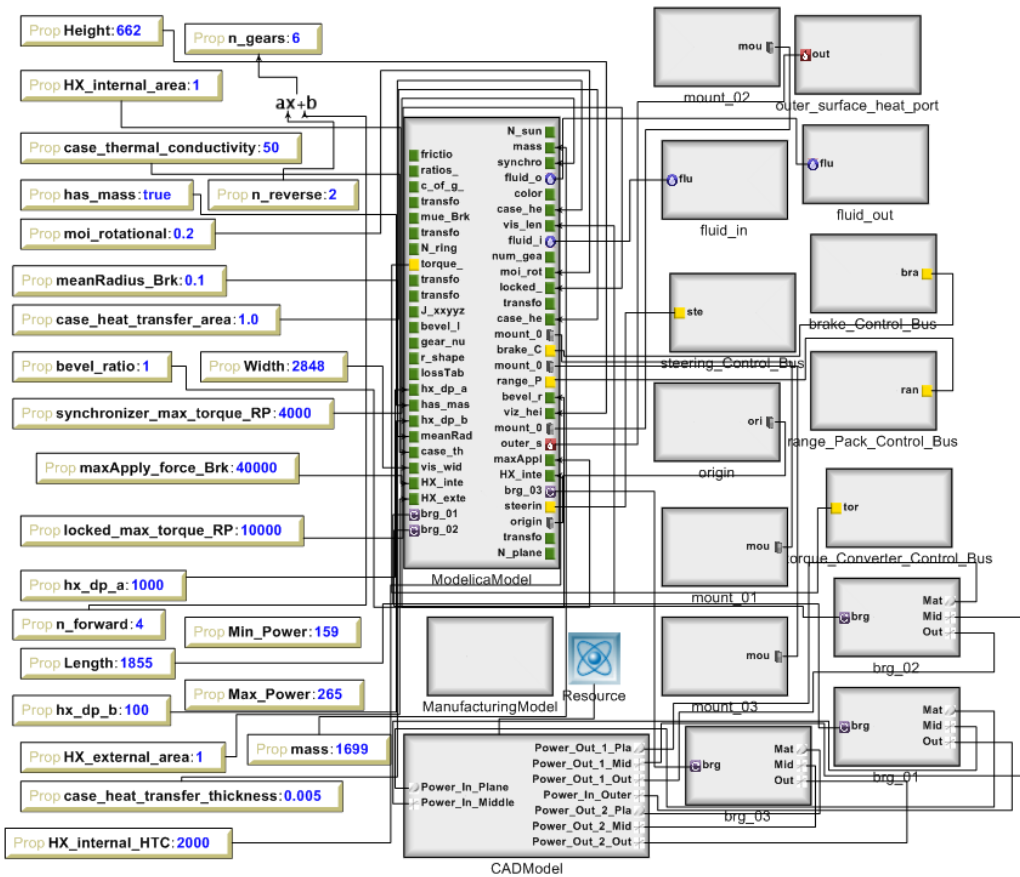 Prop Height:662
Prop n_gears:6
Prop HX_internal_area:1
ax+b
Prop case_thermal_conductivity:50
Prop has_mass:true
Prop n_reverse:2
Prop moi_rotational:0.2
Prop meanRadius_Brk:0.1
Prop case_heat_transfer_area:1.0
Prop bevel_ratio:1
Prop Width:2848
Prop synchronizer_max_torque_RP:4000
Prop maxApply_force_Brk:40000
Prop locked_max_torque_RP:10000
Prop hx_dp_a:1000
Prop n_forward:4
Prop Min_Power:159
Prop Length:1855
Prop Max_Power:265
Prop hx_dp_b:100
Prop mass:1699
Prop HX_external_area:1
Prop case_heat_transfer_thickness:0.005
Prop HX_internal_HTC:2000
frictio
ratios_
c_of_g_
transfo
mue_Brk
transfo
N_ring
torque_
transfo
transfo
J_xxyyz
bevel_l
gear_nu
r_shape
lossTab
hx_dp_a
has_mas
hx_dp_b
meanRad
case_th
vis_wid
HX_inte
HX_exte
brg_01
brg_02
N_sun
mass
synchro
fluid_o
color
case_he
vis_len
fluid_i
num_gea
moi_rot
locked_
transfo
case_he
mount_0
brake_C
mount_0
range_P
bevel_r
viz_hei
mount_0
outer_s
maxAppl
HX_inte
brg_03
steerin
origin
transfo
N_plane
ModelicaModel
ManufacturingModel
Resource
Power_In_Plane
Power_In_Middle
Power_Out_1_Pla
Power_Out_1_Mid
Power_Out_1_Out
Power_In_Outer
Power_Out_2_Pla
Power_Out_2_Mid
Power_Out_2_Out
CADModel
mou
mount_02
out
outer_surface_heat_port
flu
fluid_in
flu
fluid_out
ste
steering_Control_Bus
bra
brake_Control_Bus
ori
origin
ran
range_Pack_Control_Bus
tor
torque_Converter_Control_Bus
mou
mount_01
brg
Mat
Mid
Out
brg_02
mou
mount_03
brg
Mat
Mid
Out
brg_01
brg
Mat
Mid
Out
brg_03